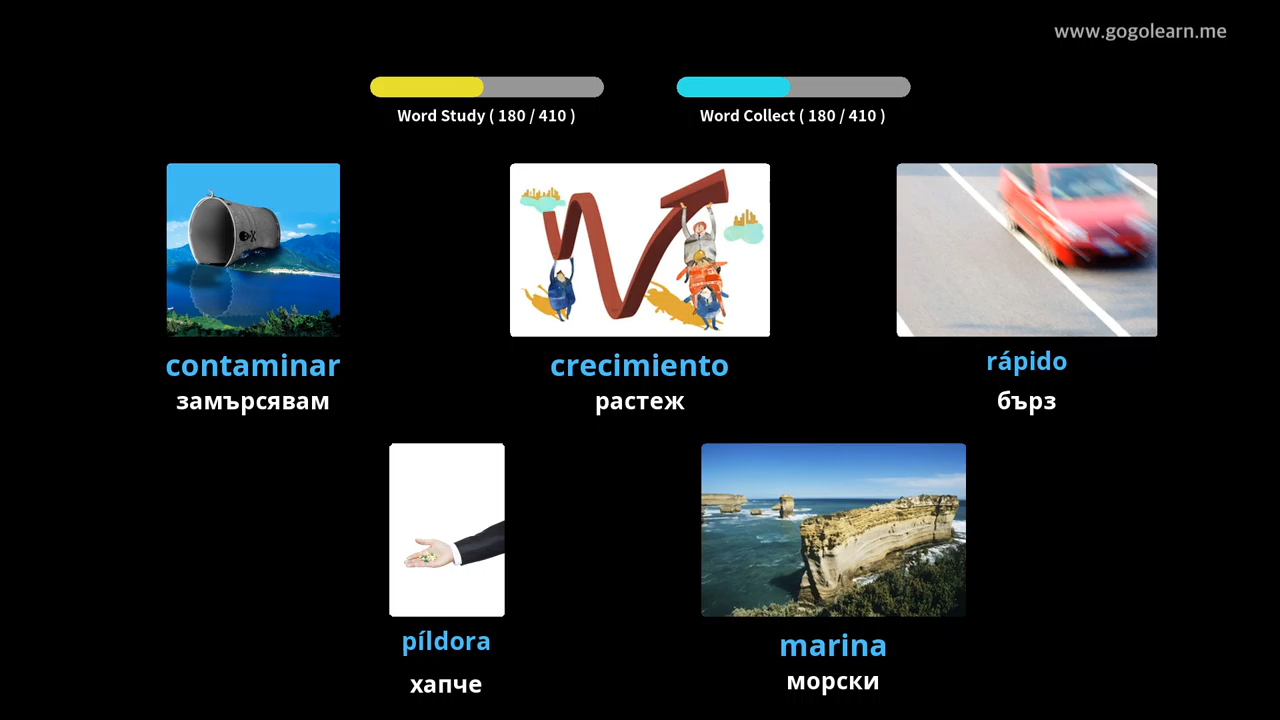 www.gogolearn.me
Word Study ( 180 / 410 )
Word Collect ( 180 / 410 )
contaminar
замърсявам
crecimiento
растеж
rápido
бърз
píldora
хапче
marina
морски